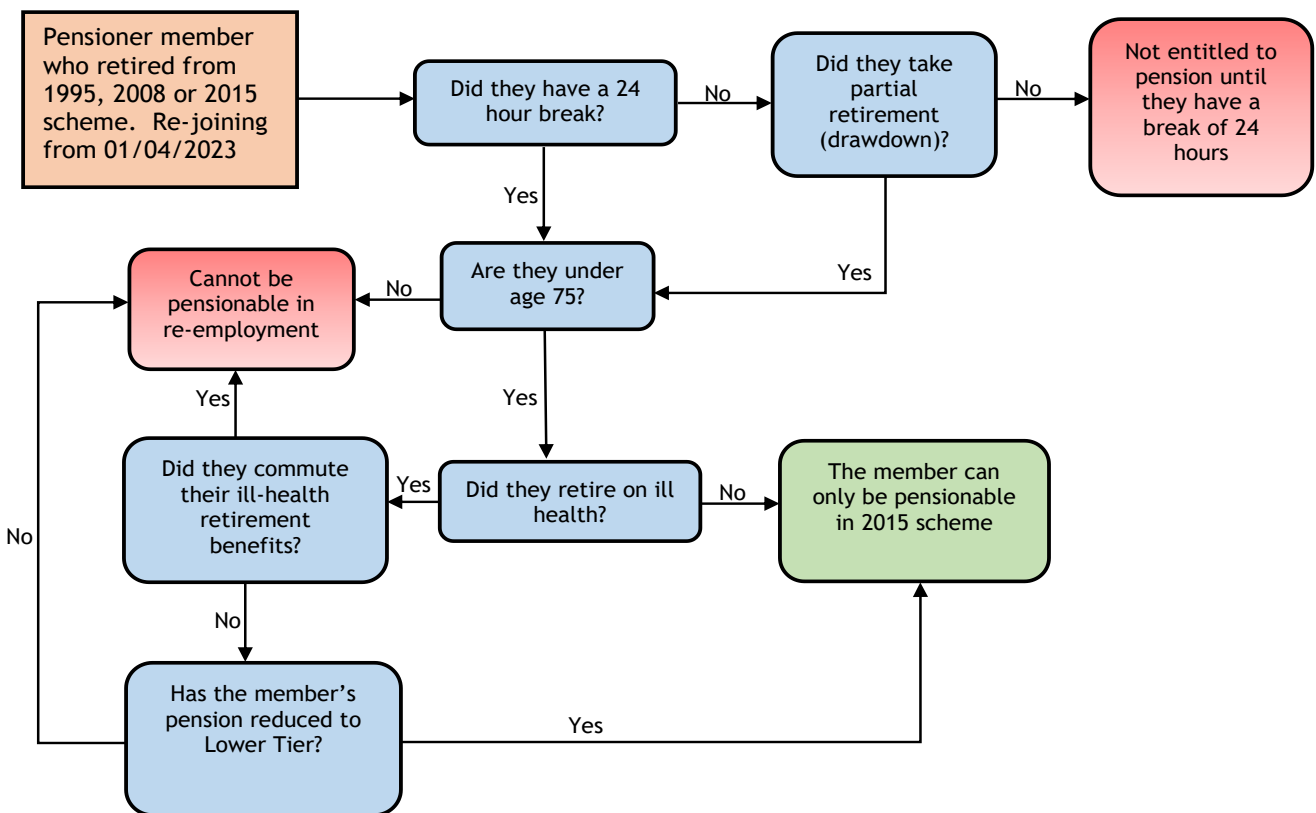 Pensioner member
who retired from
1995, 2008 or 2015
scheme. Re-joining
from 01/04/2023
Did they have a 24
hour break?
No
Did they take
partial
retirement
(drawdown)?
No
Not entitled to
pension until
they have a
break of 24
hours
Yes
Yes
Are they under
age 75?
No
Cannot be
pensionable in
re-employment
Yes
Yes
Did they retire on ill
health?
No
The member can
only be pensionable
in 2015 scheme
Yes
Did they commute
their ill-health
retirement
benefits?
No
No
Has the member’s
pension reduced to
Lower Tier?
Yes